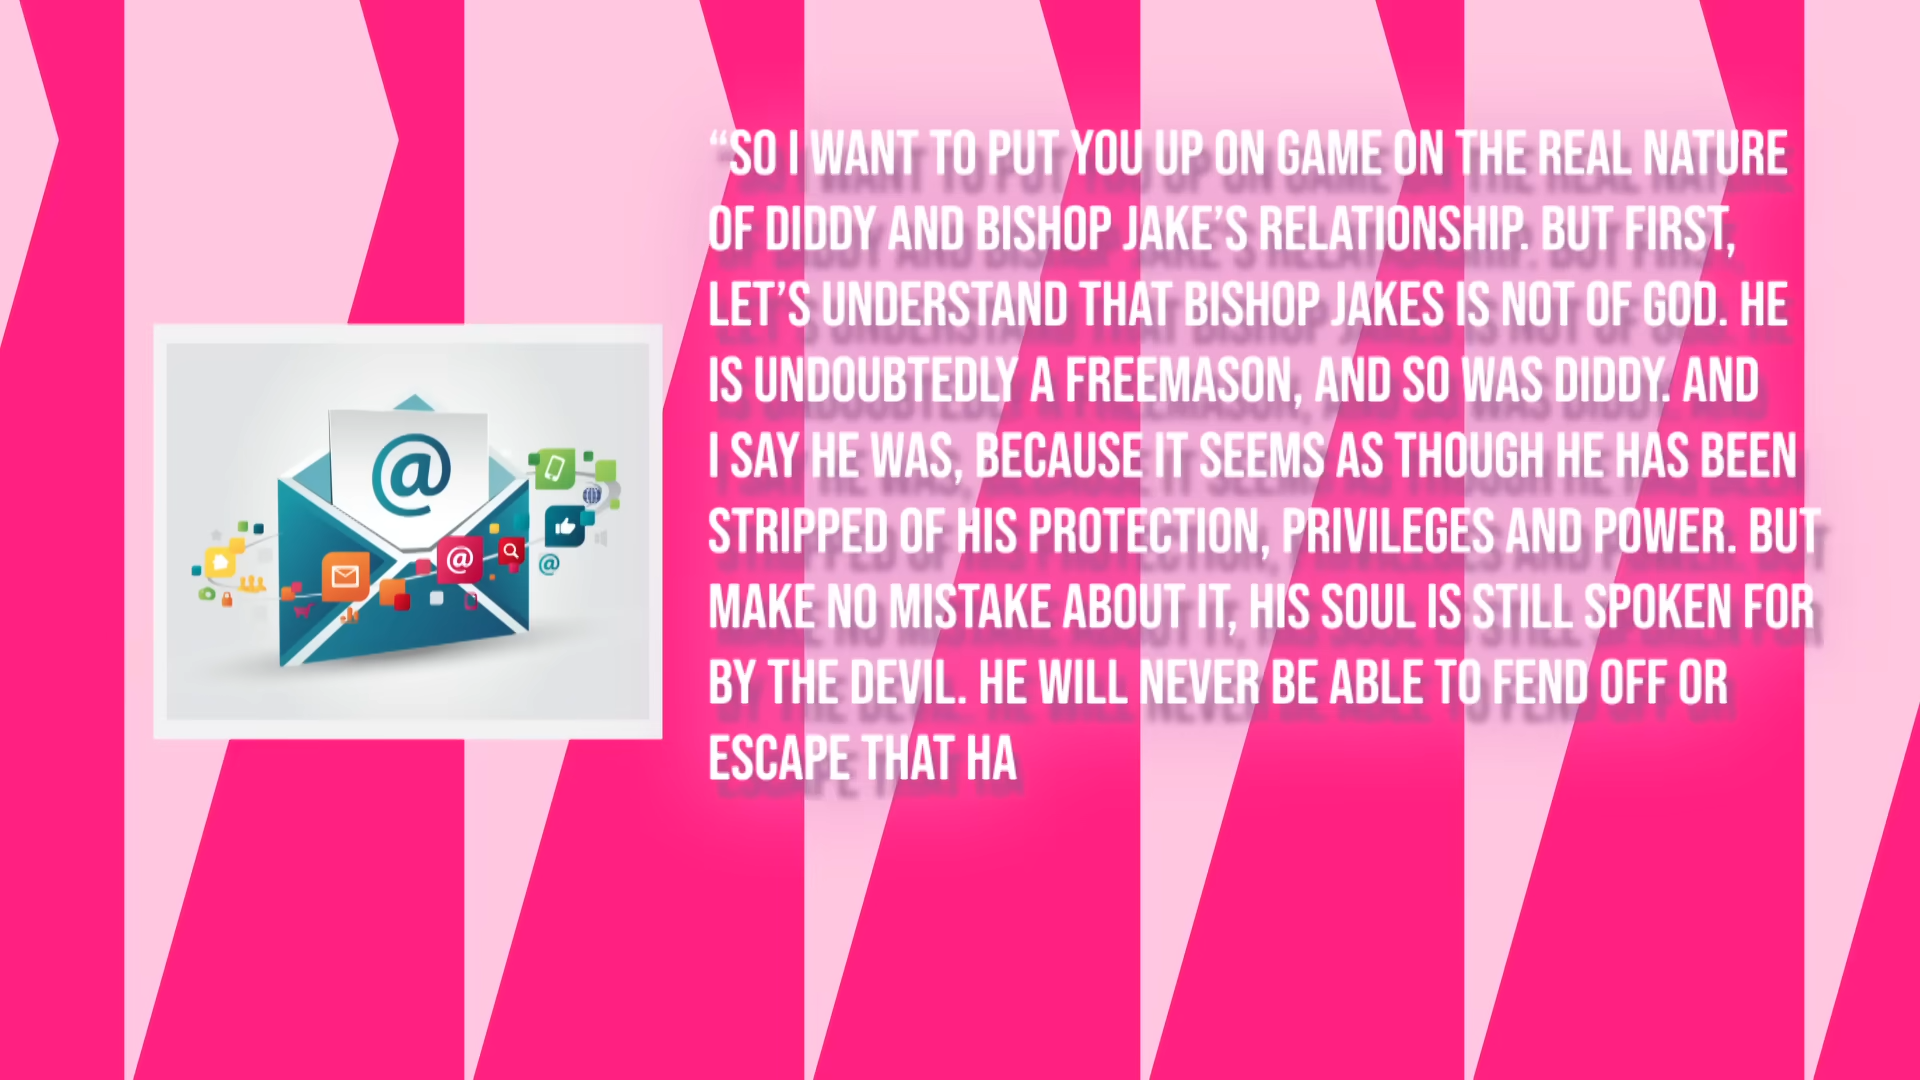 “SO I WANT TO PUT YOU UP ON GAME ON THE REAL NATURE
OF DIDDY AND BISHOP JAKE’S RELATIONSHIP. BUT FIRST,
LET’S UNDERSTAND THAT BISHOP JAKES IS NOT OF GOD. HE
IS UNDOUBTEDLY A FREEMASON, AND SO WAS DIDDY. AND
I SAY HE WAS, BECAUSE IT SEEMS AS THOUGH HE HAS BEEN
STRIPPED OF HIS PROTECTION, PRIVILEGES AND POWER. BUT
MAKE NO MISTAKE ABOUT IT, HIS SOUL IS STILL SPOKEN FOR
BY THE DEVIL. HE WILL NEVER BE ABLE TO FEND OFF OR
ESCAPE THAT HA